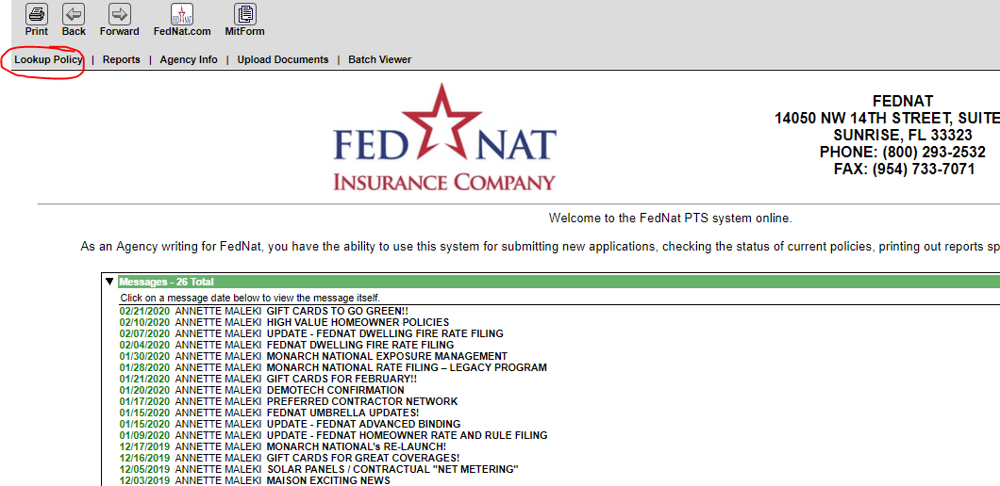 Print Back Forward FedNat.com MitForm
Lookup Policy | Reports | Agency Info | Upload Documents | Batch Viewer
FED NAT
INSURANCE COMPANY
FEDNAT
14050 NW 14TH STREET, SUITE
SUNRISE, FL 33323
PHONE: (800) 293-2532
FAX: (954) 733-7071
Welcome to the FedNat PTS system online.
As an Agency writing for FedNat, you have the ability to use this system for submitting new applications, checking the status of current policies, printing out reports sp
Messages - 26 Total
Click on a message date below to view the message itself.
02/21/2020 ANNETTE MALEKI GIFT CARDS TO GO GREEN!!
02/10/2020 ANNETTE MALEKI HIGH VALUE HOMEOWNER POLICIES
02/07/2020 ANNETTE MALEKI UPDATE - FEDNAT DWELLING FIRE RATE FILING
02/04/2020 ANNETTE MALEKI FEDNAT DWELLING FIRE RATE FILING
01/30/2020 ANNETTE MALEKI MONARCH NATIONAL EXPOSURE MANAGEMENT
01/28/2020 ANNETTE MALEKI MONARCH NATIONAL RATE FILING – LEGACY PROGRAM
01/21/2020 ANNETTE MALEKI GIFT CARDS FOR FEBRUARY!!
01/20/2020 ANNETTE MALEKI DEMOTECH CONFIRMATION
01/17/2020 ANNETTE MALEKI PREFERRED CONTRACTOR NETWORK
01/15/2020 ANNETTE MALEKI FEDNAT UMBRELLA UPDATES!
01/15/2020 ANNETTE MALEKI UPDATE - FEDNAT ADVANCED BINDING
01/09/2020 ANNETTE MALEKI UPDATE - FEDNAT HOMEOWNER RATE AND RULE FILING
12/17/2019 ANNETTE MALEKI MONARCH NATIONAL's RE-LAUNCH!
12/16/2019 ANNETTE MALEKI GIFT CARDS FOR GREAT COVERAGES!
12/05/2019 ANNETTE MALEKI SOLAR PANELS / CONTRACTUAL "NET METERING"
12/03/2019 ANNETTE MALEKI MAISON EXCITING NEWS